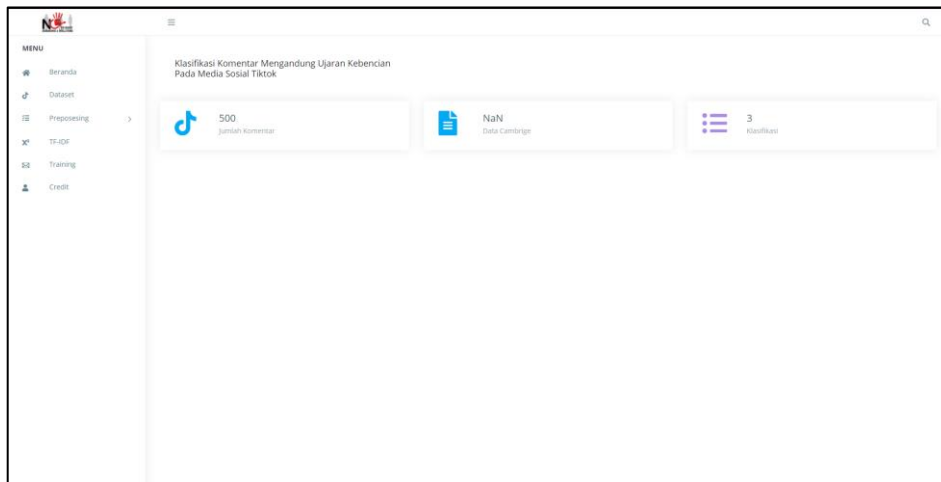 MENU
Beranda
Dataset
Preposesing
TF-IDF
Training
Credit
Klasifikasi Komentar Mengandung Ujaran Kebencian
Pada Media Sosial Tiktok
500
Jumlah Komentar
NaN
Data Cambrige
3
Klasifikasi